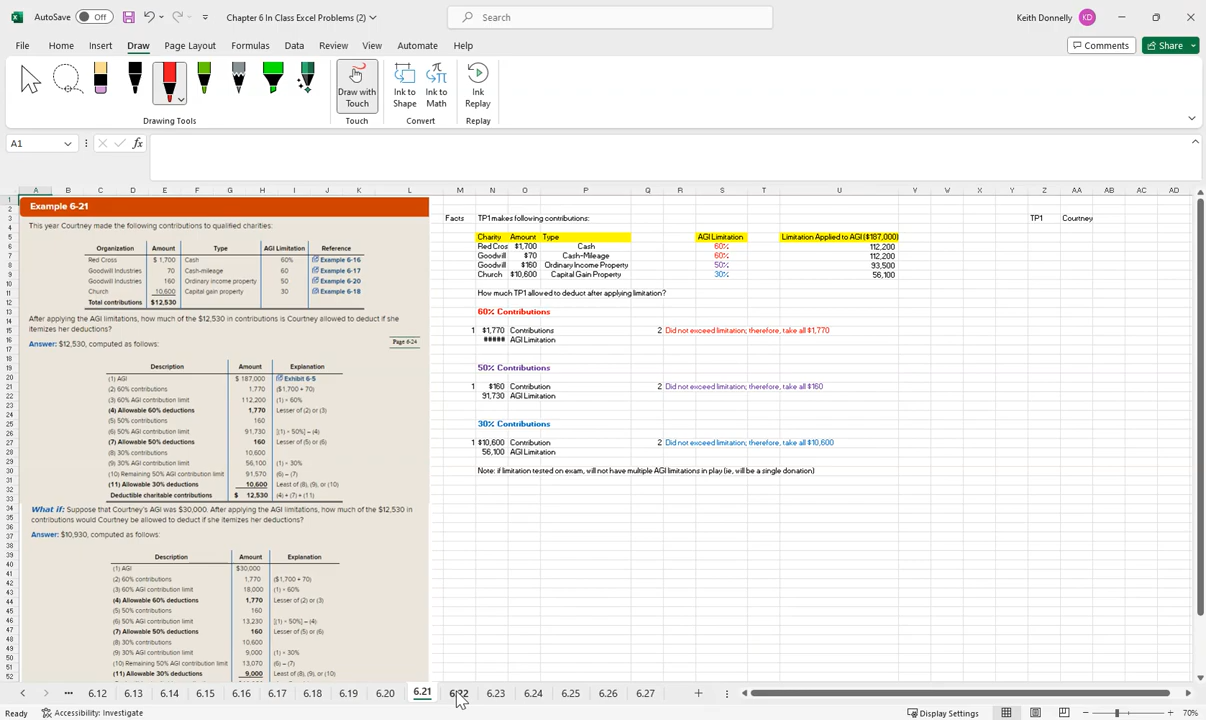 AutoSave Off Chapter 6 In Class Excel Problems (2) Search Keith Donnelly KD
File Home Insert Draw Page Layout Formulas Data Review View Automate Help Comments Share
Draw with Touch Ink to Shape Ink to Math Ink Replay
Drawing Tools Touch Convert Replay
A1 fx
A B C D E F G H I J K L M N O P Q R S T U V W X Y Z AA AB AC AD
Example 6-21
This year Courtney made the following contributions to qualified charities:
Organization Amount Type AGI Limitation Reference
Red Cross $ 1,700 Cash 60% Example 6-16
Goodwill Industries 70 Cash-mileage 60 Example 6-17
Goodwill Industries 160 Ordinary income property 50 Example 6-20
Church 10,600 Capital gain property 30 Example 6-18
Total contributions $12,530
After applying the AGI limitations, how much of the $12,530 in contributions is Courtney allowed to deduct if she
itemizes her deductions?
Answer: $12,530, computed as follows:
Page 6-24
Description Amount Explanation
(1) AGI $ 187,000 Exhibit 6-5
(2) 60% contributions 1,770 ($1,700 + 70)
(3) 60% AGI contribution limit 112,200 (1) × 60%
(4) Allowable 60% deductions 1,770 Lesser of (2) or (3)
(5) 50% contributions 160
(6) 50% AGI contribution limit 91,730 [(1) × 50%] − (4)
(7) Allowable 50% deductions 160 Lesser of (5) or (6)
(8) 30% contributions 10,600
(9) 30% AGI contribution limit 56,100 (1) × 30%
(10) Remaining 50% AGI contribution limit 91,570 (6) − (7)
(11) Allowable 30% deductions 10,600 Least of (8), (9), or (10)
Deductible charitable contributions $ 12,530 (4) + (7) + (11)
What if: Suppose that Courtney's AGI was $30,000. After applying the AGI limitations, how much of the $12,530 in
contributions would Courtney be allowed to deduct if she itemizes her deductions?
Answer: $10,930, computed as follows:
Description Amount Explanation
(1) AGI $30,000
(2) 60% contributions 1,770 ($1,700 + 70)
(3) 60% AGI contribution limit 18,000 (1) × 60%
(4) Allowable 60% deductions 1,770 Lesser of (2) or (3)
(5) 50% contributions 160
(6) 50% AGI contribution limit 13,230 [(1) × 50%] − (4)
(7) Allowable 50% deductions 160 Lesser of (5) or (6)
(8) 30% contributions 10,600
(9) 30% AGI contribution limit 9,000 (1) × 30%
(10) Remaining 50% AGI contribution limit 13,070 (6) − (7)
(11) Allowable 30% deductions 9,000 Least of (8), (9), or (10)
Facts TP1 makes following contributions: TP1 Courtney
Charity Amount Type AGI Limitation Limitation Applied to AGI ($187,000)
Red Cros $1,700 Cash 60% 112,200
Goodwill $70 Cash-Mileage 60% 112,200
Goodwill $160 Ordinary Income Property 50% 93,500
Church $10,600 Capital Gain Property 30% 56,100
How much TP1 allowed to deduct after applying limitation?
60% Contributions
1 $1,770 Contributions 2 Did not exceed limitation; therefore, take all $1,770
##### AGI Limitation
50% Contributions
1 $160 Contribution 2 Did not exceed limitation; therefore, take all $160
91,730 AGI Limitation
30% Contributions
1 $10,600 Contribution 2 Did not exceed limitation; therefore, take all $10,600
56,100 AGI Limitation
Note: if limitation tested on exam, will not have multiple AGI limitations in play (ie, will be a single donation)
6.12 6.13 6.14 6.15 6.16 6.17 6.18 6.19 6.20 6.21 6.22 6.23 6.24 6.25 6.26 6.27
Ready Accessibility: Investigate Display Settings 70%